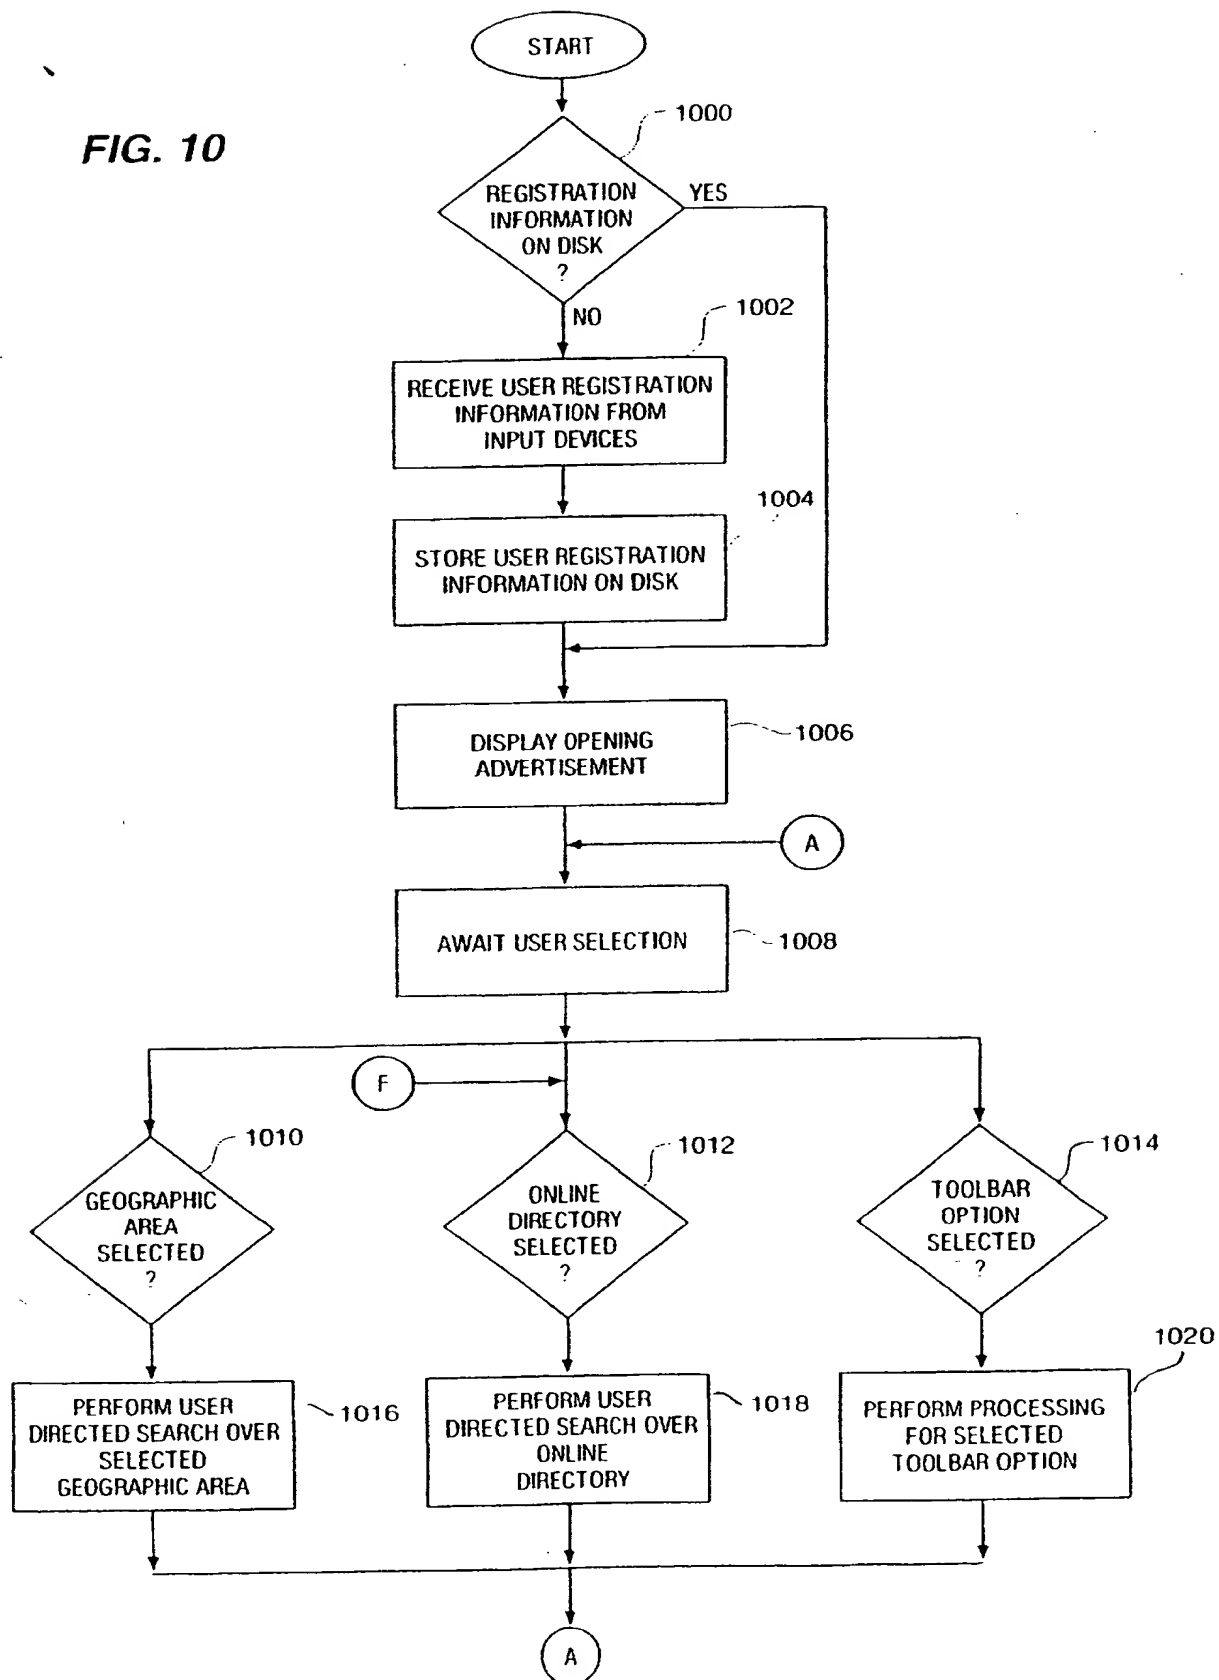 START
FIG. 10
1000
REGISTRATION
INFORMATION
ON DISK
?
YES
NO
1002
RECEIVE USER REGISTRATION
INFORMATION FROM
INPUT DEVICES
1004
STORE USER REGISTRATION
INFORMATION ON DISK
DISPLAY OPENING
ADVERTISEMENT
1006
A
AWAIT USER SELECTION
1008
F
1010
GEOGRAPHIC
AREA
SELECTED
?
1012
ONLINE
DIRECTORY
SELECTED
?
1014
TOOLBAR
OPTION
SELECTED
?
PERFORM USER
DIRECTED SEARCH OVER
SELECTED
GEOGRAPHIC AREA
1016
PERFORM USER
DIRECTED SEARCH OVER
ONLINE
DIRECTORY
1018
1020
PERFORM PROCESSING
FOR SELECTED
TOOLBAR OPTION
A